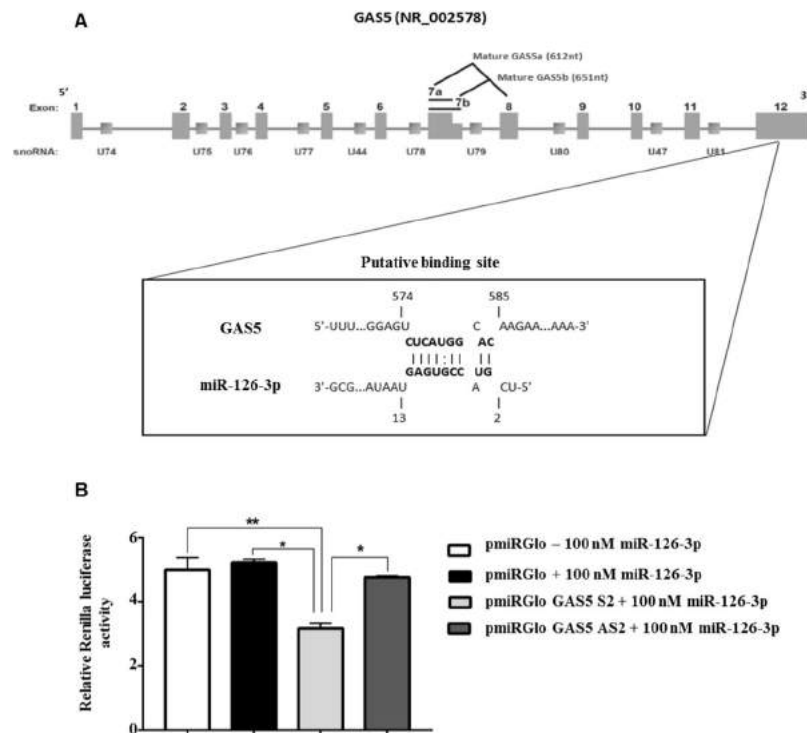 A
GAS5 (NR_002578)
Mature GAS5a (612nt)
Mature GAS5b (651nt)
5' 7a 3
Exon: 1 2 3 4 5 6 7b 8 9 10 11 12
snoRNA: U74 U75 U76 U77 U44 U78 U79 U80 U47 U81
Putative binding site
574 585
GAS5 5'-UUU...GGAGU C AAGAA...AAA-3'
CUCAUGG AC
GAGUGCC UG
miR-126-3p 3'-GCG...AUAAU A CU-5'
13 2
B
Relative Renilla luciferase
activity
6
4
2
0
** 
*
*
pmiRGlo – 100 nM miR-126-3p
pmiRGlo + 100 nM miR-126-3p
pmiRGlo GAS5 S2 + 100 nM miR-126-3p
pmiRGlo GAS5 AS2 + 100 nM miR-126-3p